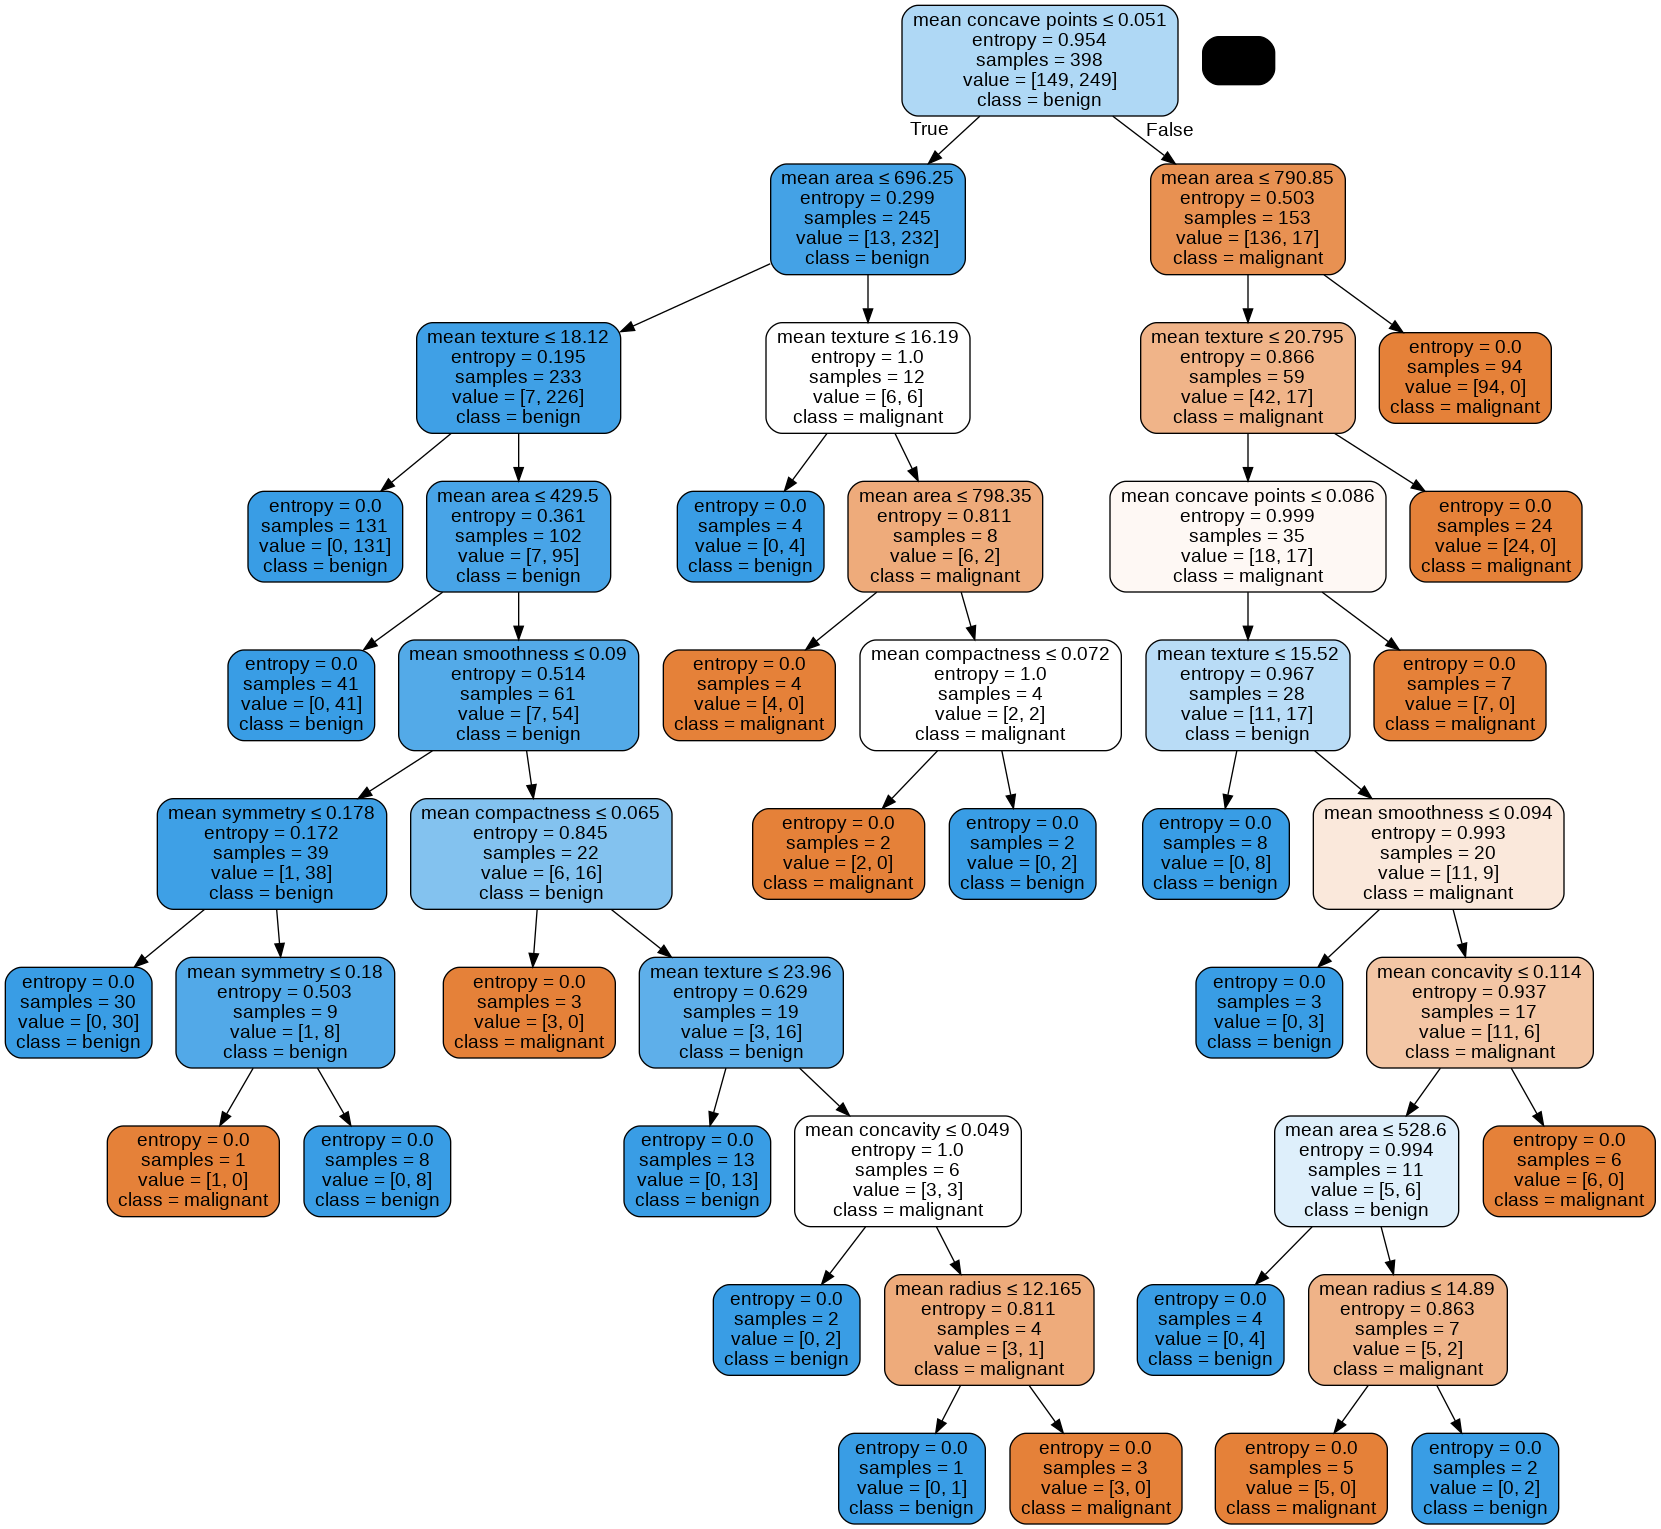 mean concave points ≤ 0.051
entropy = 0.954
samples = 398
value = [149, 249]
class = benign
True
False
mean area ≤ 696.25
entropy = 0.299
samples = 245
value = [13, 232]
class = benign
mean area ≤ 790.85
entropy = 0.503
samples = 153
value = [136, 17]
class = malignant
mean texture ≤ 18.12
entropy = 0.195
samples = 233
value = [7, 226]
class = benign
mean texture ≤ 16.19
entropy = 1.0
samples = 12
value = [6, 6]
class = malignant
mean texture ≤ 20.795
entropy = 0.866
samples = 59
value = [42, 17]
class = malignant
entropy = 0.0
samples = 94
value = [94, 0]
class = malignant
entropy = 0.0
samples = 131
value = [0, 131]
class = benign
mean area ≤ 429.5
entropy = 0.361
samples = 102
value = [7, 95]
class = benign
entropy = 0.0
samples = 4
value = [0, 4]
class = benign
mean area ≤ 798.35
entropy = 0.811
samples = 8
value = [6, 2]
class = malignant
mean concave points ≤ 0.086
entropy = 0.999
samples = 35
value = [18, 17]
class = malignant
entropy = 0.0
samples = 24
value = [24, 0]
class = malignant
entropy = 0.0
samples = 41
value = [0, 41]
class = benign
mean smoothness ≤ 0.09
entropy = 0.514
samples = 61
value = [7, 54]
class = benign
entropy = 0.0
samples = 4
value = [4, 0]
class = malignant
mean compactness ≤ 0.072
entropy = 1.0
samples = 4
value = [2, 2]
class = malignant
mean texture ≤ 15.52
entropy = 0.967
samples = 28
value = [11, 17]
class = benign
entropy = 0.0
samples = 7
value = [7, 0]
class = malignant
mean symmetry ≤ 0.178
entropy = 0.172
samples = 39
value = [1, 38]
class = benign
mean compactness ≤ 0.065
entropy = 0.845
samples = 22
value = [6, 16]
class = benign
entropy = 0.0
samples = 2
value = [2, 0]
class = malignant
entropy = 0.0
samples = 2
value = [0, 2]
class = benign
entropy = 0.0
samples = 8
value = [0, 8]
class = benign
mean smoothness ≤ 0.094
entropy = 0.993
samples = 20
value = [11, 9]
class = malignant
entropy = 0.0
samples = 30
value = [0, 30]
class = benign
mean symmetry ≤ 0.18
entropy = 0.503
samples = 9
value = [1, 8]
class = benign
entropy = 0.0
samples = 3
value = [3, 0]
class = malignant
mean texture ≤ 23.96
entropy = 0.629
samples = 19
value = [3, 16]
class = benign
entropy = 0.0
samples = 3
value = [0, 3]
class = benign
mean concavity ≤ 0.114
entropy = 0.937
samples = 17
value = [11, 6]
class = malignant
entropy = 0.0
samples = 1
value = [1, 0]
class = malignant
entropy = 0.0
samples = 8
value = [0, 8]
class = benign
entropy = 0.0
samples = 13
value = [0, 13]
class = benign
mean concavity ≤ 0.049
entropy = 1.0
samples = 6
value = [3, 3]
class = malignant
mean area ≤ 528.6
entropy = 0.994
samples = 11
value = [5, 6]
class = benign
entropy = 0.0
samples = 6
value = [6, 0]
class = malignant
entropy = 0.0
samples = 2
value = [0, 2]
class = benign
mean radius ≤ 12.165
entropy = 0.811
samples = 4
value = [3, 1]
class = malignant
entropy = 0.0
samples = 4
value = [0, 4]
class = benign
mean radius ≤ 14.89
entropy = 0.863
samples = 7
value = [5, 2]
class = malignant
entropy = 0.0
samples = 1
value = [0, 1]
class = benign
entropy = 0.0
samples = 3
value = [3, 0]
class = malignant
entropy = 0.0
samples = 5
value = [5, 0]
class = malignant
entropy = 0.0
samples = 2
value = [0, 2]
class = benign